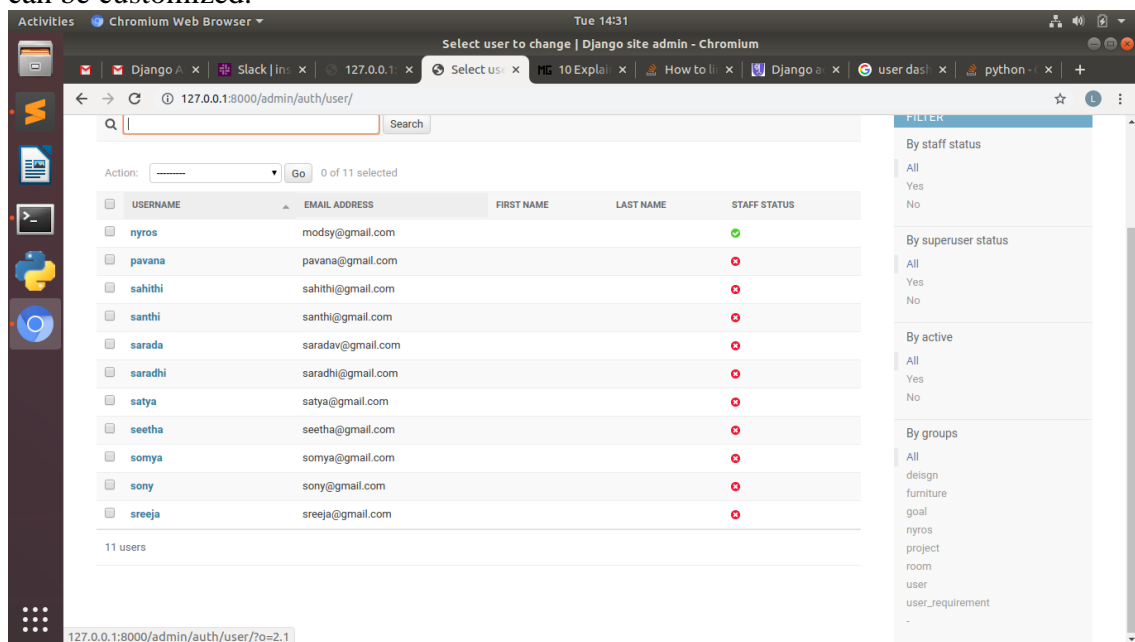 can be customized.
Activities Chromium Web Browser Tue 14:31
Select user to change | Django site admin - Chromium
Django A Slack | ins 127.0.0.1: Select use 10 Explai How to li Django a user dash python -
127.0.0.1:8000/admin/auth/user/ L
Search FILTER
By staff status
Action: --------- Go 0 of 11 selected All
Yes
USERNAME EMAIL ADDRESS FIRST NAME LAST NAME STAFF STATUS No
nyros modsy@gmail.com By superuser status
pavana pavana@gmail.com All
sahithi sahithi@gmail.com Yes
No
santhi santhi@gmail.com
sarada saradav@gmail.com By active
All
saradhi saradhi@gmail.com Yes
satya satya@gmail.com No
seetha seetha@gmail.com By groups
somya somya@gmail.com All
deisgn
sony sony@gmail.com furniture
sreeja sreeja@gmail.com goal
nyros
11 users project
room
user
user_requirement
-
127.0.0.1:8000/admin/auth/user/?o=2.1